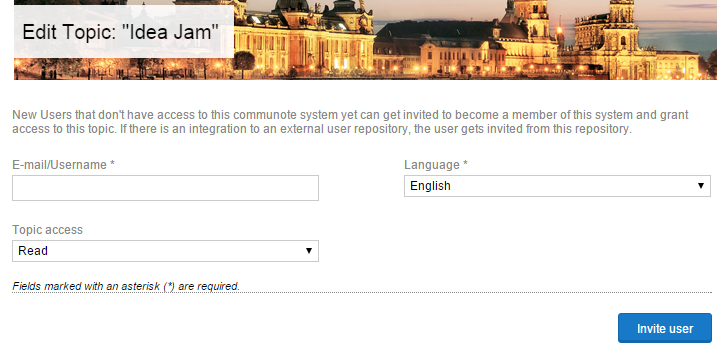 Edit Topic: "Idea Jam"
New Users that don't have access to this communote system yet can get invited to become a member of this system and grant
access to this topic. If there is an integration to an external user repository, the user gets invited from this repository.
E-mail/Username *
Language *
English
Topic access
Read
Fields marked with an asterisk (*) are required.
Invite user